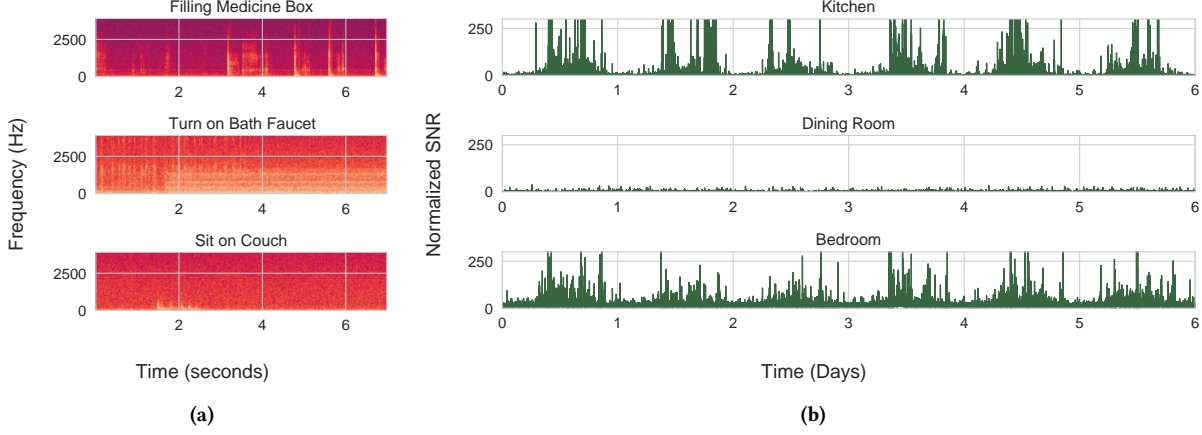 Filling Medicine Box
2500
0
2 4 6
Turn on Bath Faucet
2500
0
2 4 6
Sit on Couch
2500
0
2 4 6
Frequency (Hz)
Time (seconds)
(a)
Kitchen
250
0
0 1 2 3 4 5 6
Dining Room
250
0
0 1 2 3 4 5 6
Bedroom
250
0
0 1 2 3 4 5 6
Normalized SNR
Time (Days)
(b)